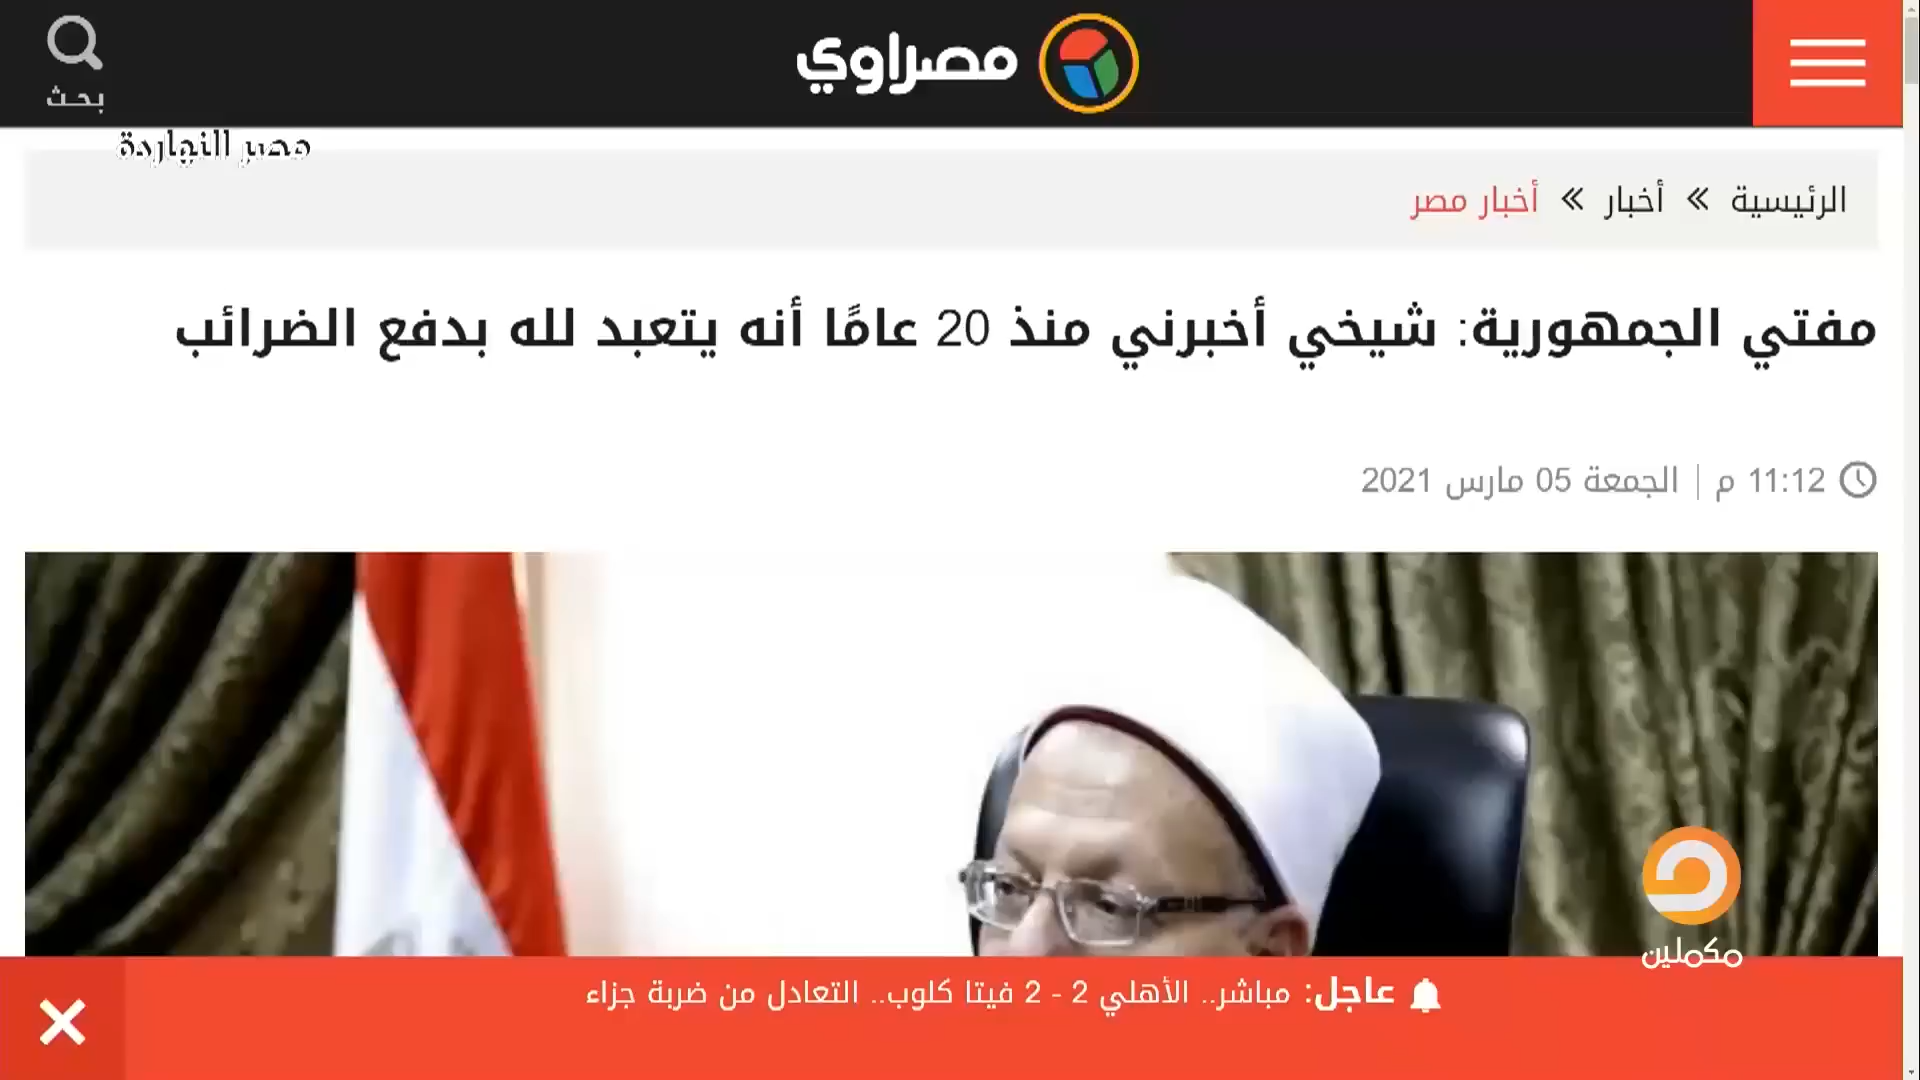 مصراوي
بحث
مصر النهاردة
الرئيسية » أخبار » أخبار مصر
مفتي الجمهورية: شيخي أخبرني منذ 20 عامًا أنه يتعبد لله بدفع الضرائب
11:12 م | الجمعة 05 مارس 2021
مكملين
عاجل: مباشر.. الأهلي 2 - 2 فيتا كلوب.. التعادل من ضربة جزاء